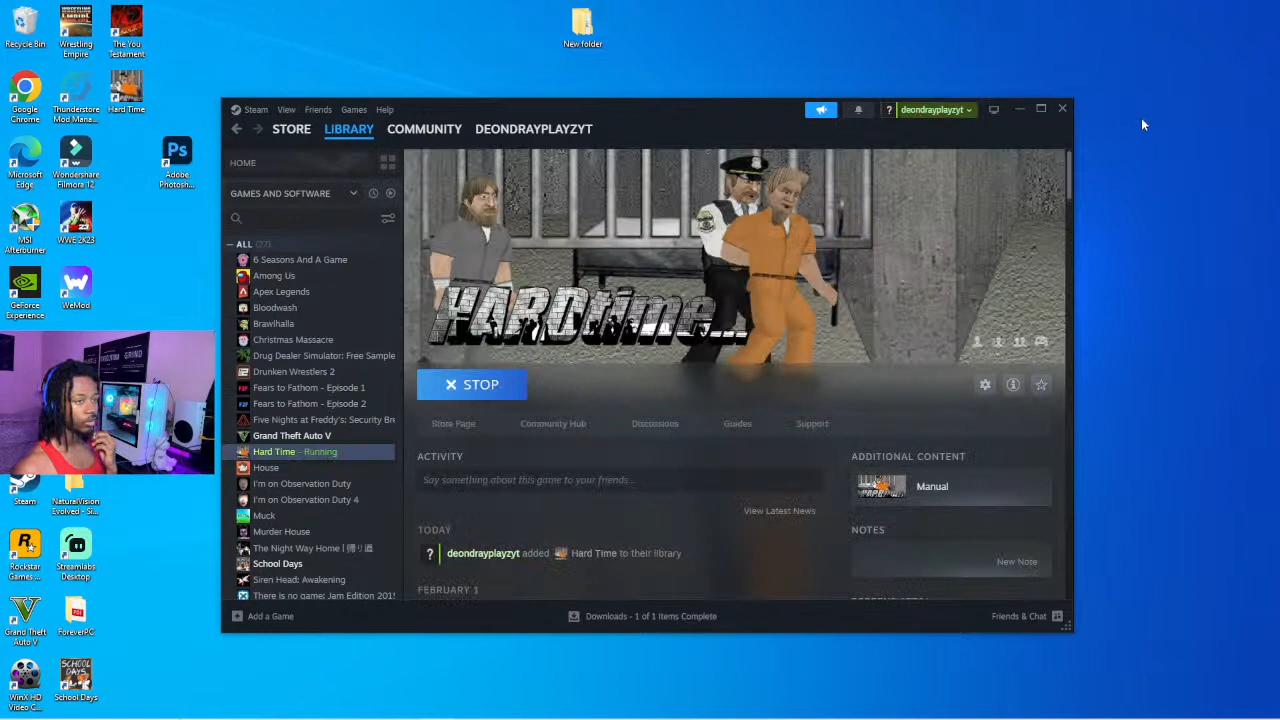 Recycle Bin
Wrestling Empire
The You Testament
New folder
Google Chrome
Thunderstore Mod Mana...
Hard Time
Microsoft Edge
Wondershare Filmora 12
Adobe Photosh...
MSI Afterburner
WWE 2K23
GeForce Experience
WeMod
Steam
NaturalVision Evolved - Si...
Rockstar Games ...
Streamlabs Desktop
Grand Theft Auto V
ForeverPC
WinX HD Video C...
School Days
Steam View Friends Games Help
? deondrayplayzyt
STORE LIBRARY COMMUNITY DEONDRAYPLAYZYT
HOME
GAMES AND SOFTWARE
ALL (27)
6 Seasons And A Game
Among Us
Apex Legends
Bloodwash
Brawlhalla
Christmas Massacre
Drug Dealer Simulator: Free Sample
Drunken Wrestlers 2
Fears to Fathom - Episode 1
Fears to Fathom - Episode 2
Five Nights at Freddy's: Security Br
Grand Theft Auto V
Hard Time - Running
House
I'm on Observation Duty
I'm on Observation Duty 4
Muck
Murder House
The Night Way Home | 帰り道
School Days
Siren Head: Awakening
There is no game: Jam Edition 2015
HARDtime...
X STOP
Store Page Community Hub Discussions Guides Support
ACTIVITY
Say something about this game to your friends...
View Latest News
TODAY
? deondrayplayzyt added Hard Time to their library
FEBRUARY 1
ADDITIONAL CONTENT
Manual
NOTES
New Note
Add a Game
Downloads - 1 of 1 Items Complete
Friends & Chat